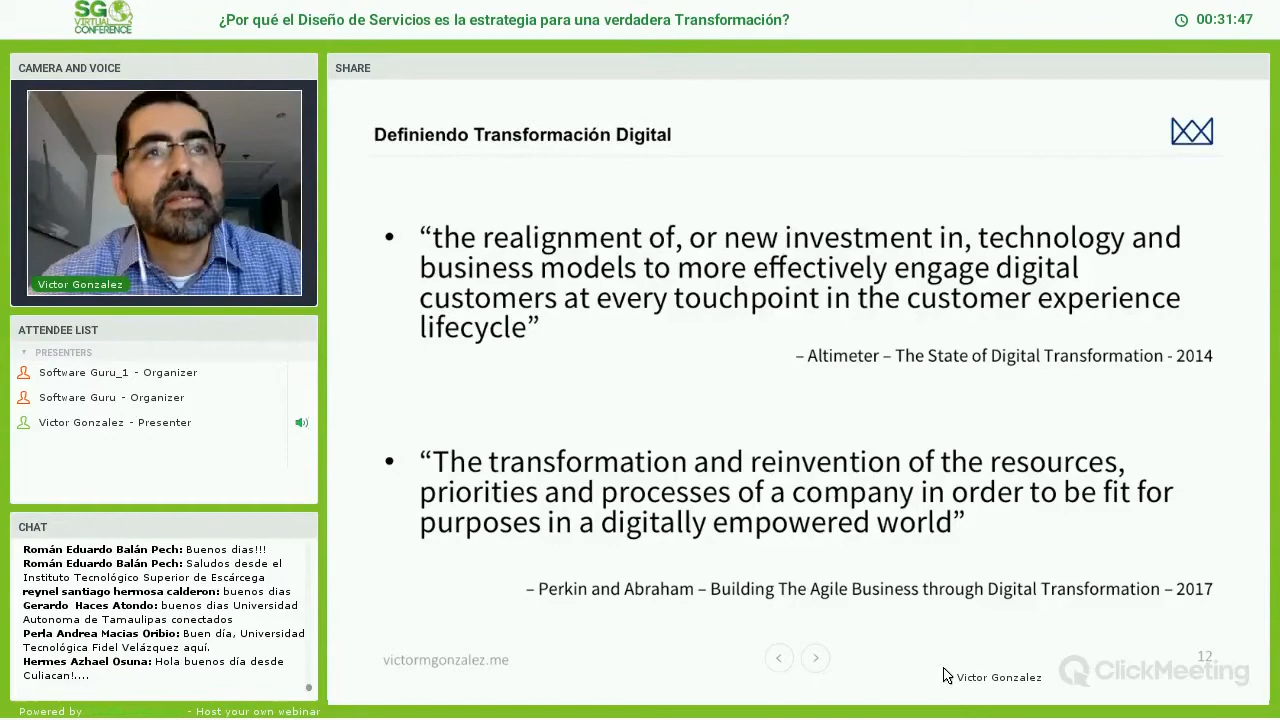 SG
VIRTUAL
CONFERENCE
¿Por qué el Diseño de Servicios es la estrategia para una verdadera Transformación?
00:31:47
CAMERA AND VOICE
Victor Gonzalez
ATTENDEE LIST
PRESENTERS
Software Guru_1 - Organizer
Software Guru - Organizer
Victor Gonzalez - Presenter
CHAT
Román Eduardo Balán Pech: Buenos dias!!!
Román Eduardo Balán Pech: Saludos desde el
Instituto Tecnológico Superior de Escárcega
reynel santiago hermosa calderon: buenos dias
Gerardo Haces Atondo: buenos dias Universidad
Autonoma de Tamaulipas conectados
Perla Andrea Macias Oribio: Buen día, Universidad
Tecnológica Fidel Velázquez aquí.
Hermes Azhael Osuna: Hola buenos día desde
Culiacan!....
Powered by - Host your own webinar
SHARE
Definiendo Transformación Digital
• “the realignment of, or new investment in, technology and
business models to more effectively engage digital
customers at every touchpoint in the customer experience
lifecycle”
– Altimeter – The State of Digital Transformation - 2014
• “The transformation and reinvention of the resources,
priorities and processes of a company in order to be fit for
purposes in a digitally empowered world”
– Perkin and Abraham – Building The Agile Business through Digital Transformation – 2017
victormgonzalez.me
12
Victor Gonzalez
ClickMeeting